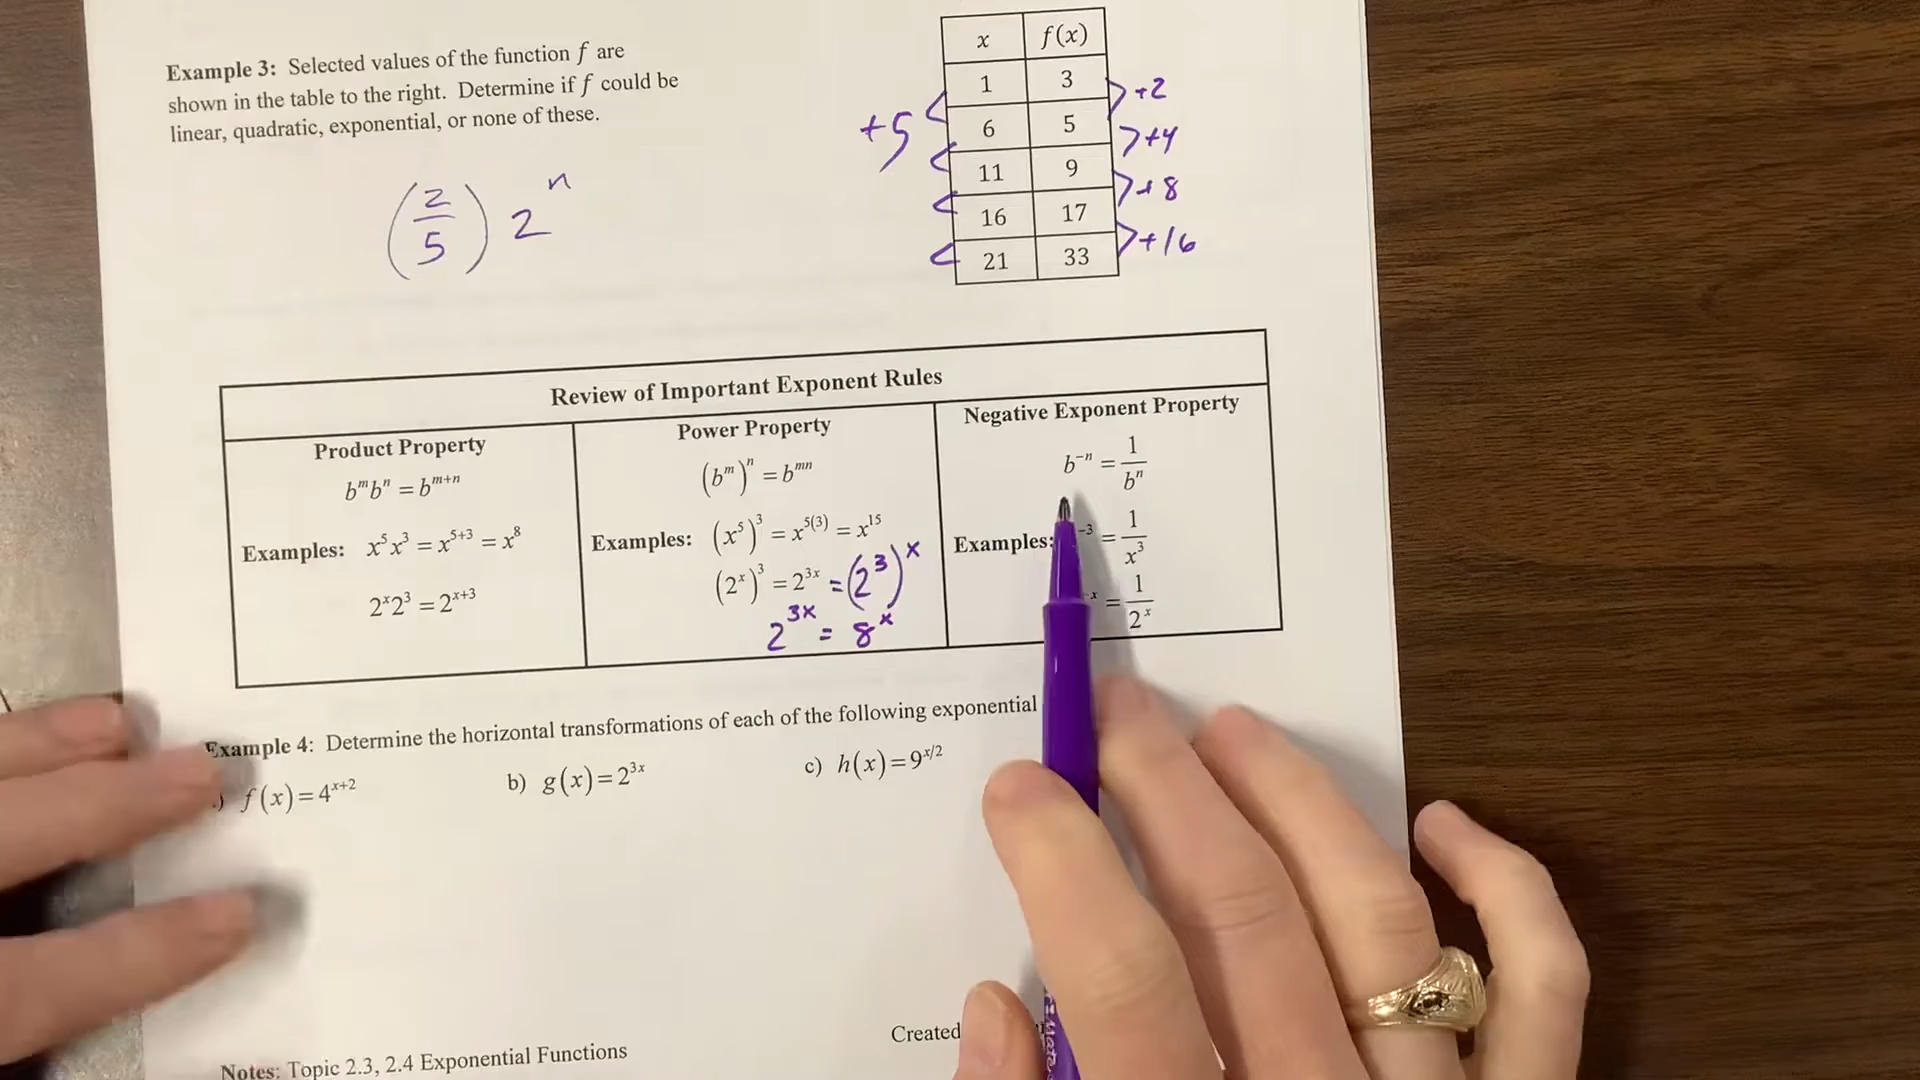 Example 3: Selected values of the function f are
shown in the table to the right. Determine if f could be
linear, quadratic, exponential, or none of these.
(2/5) 2^n
x f(x)
1 3
6 5
11 9
16 17
21 33
+5
+2
+4
+8
+16
Review of Important Exponent Rules
Product Property
b^m b^n = b^{m+n}
Examples: x^5 x^3 = x^{5+3} = x^8
2^x 2^3 = 2^{x+3}
Power Property
(b^m)^n = b^{mn}
Examples: (x^5)^3 = x^{5(3)} = x^{15}
(2^x)^3 = 2^{3x} = (2^3)^x
2^{3x} = 8^x
Negative Exponent Property
b^{-n} = 1/b^n
Examples: ^{-3} = 1/x^3
^{-x} = 1/2^x
Example 4: Determine the horizontal transformations of each of the following exponential
) f(x) = 4^{x+2}
b) g(x) = 2^{3x}
c) h(x) = 9^{x/2}
Created
Notes: Topic 2.3, 2.4 Exponential Functions